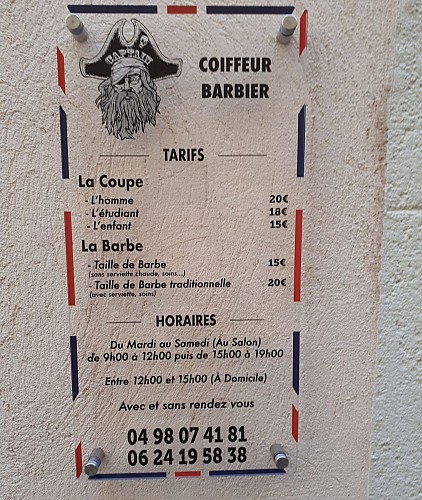 CAPTAIN
COIFFEUR
BARBIER
TARIFS
La Coupe
- L'homme 20€
- L'étudiant 18€
- L'enfant 15€
La Barbe
- Taille de Barbe 15€
(sans serviette chaude, soins...)
- Taille de Barbe traditionnelle 20€
(avec serviette, soins)
HORAIRES
Du Mardi au Samedi (Au Salon)
de 9h00 à 12h00 puis de 15h00 à 19h00
Entre 12h00 et 15h00 (À Domicile)
Avec et sans rendez vous
04 98 07 41 81
06 24 19 58 38